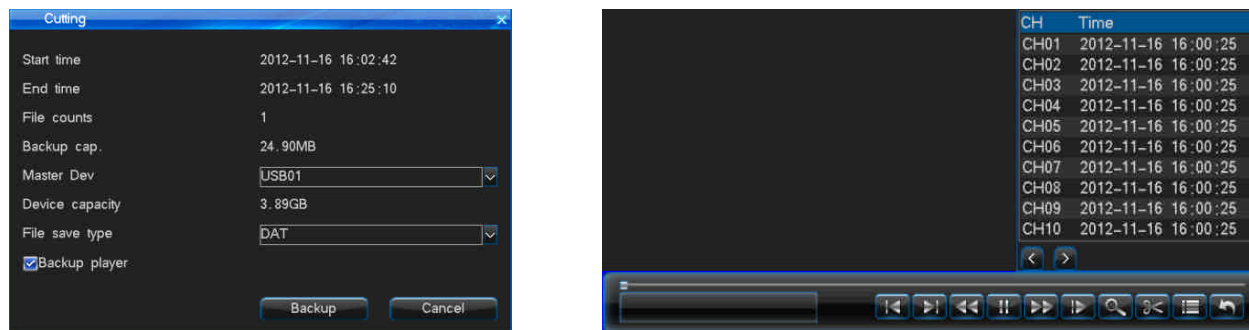 Cutting
Start time 2012-11-16 16:02:42
End time 2012-11-16 16:25:10
File counts 1
Backup cap. 24.90MB
Master Dev USB01
Device capacity 3.89GB
File save type DAT
Backup player
Backup Cancel
CH Time
CH01 2012-11-16 16:00:25
CH02 2012-11-16 16:00:25
CH03 2012-11-16 16:00:25
CH04 2012-11-16 16:00:25
CH05 2012-11-16 16:00:25
CH06 2012-11-16 16:00:25
CH07 2012-11-16 16:00:25
CH08 2012-11-16 16:00:25
CH09 2012-11-16 16:00:25
CH10 2012-11-16 16:00:25